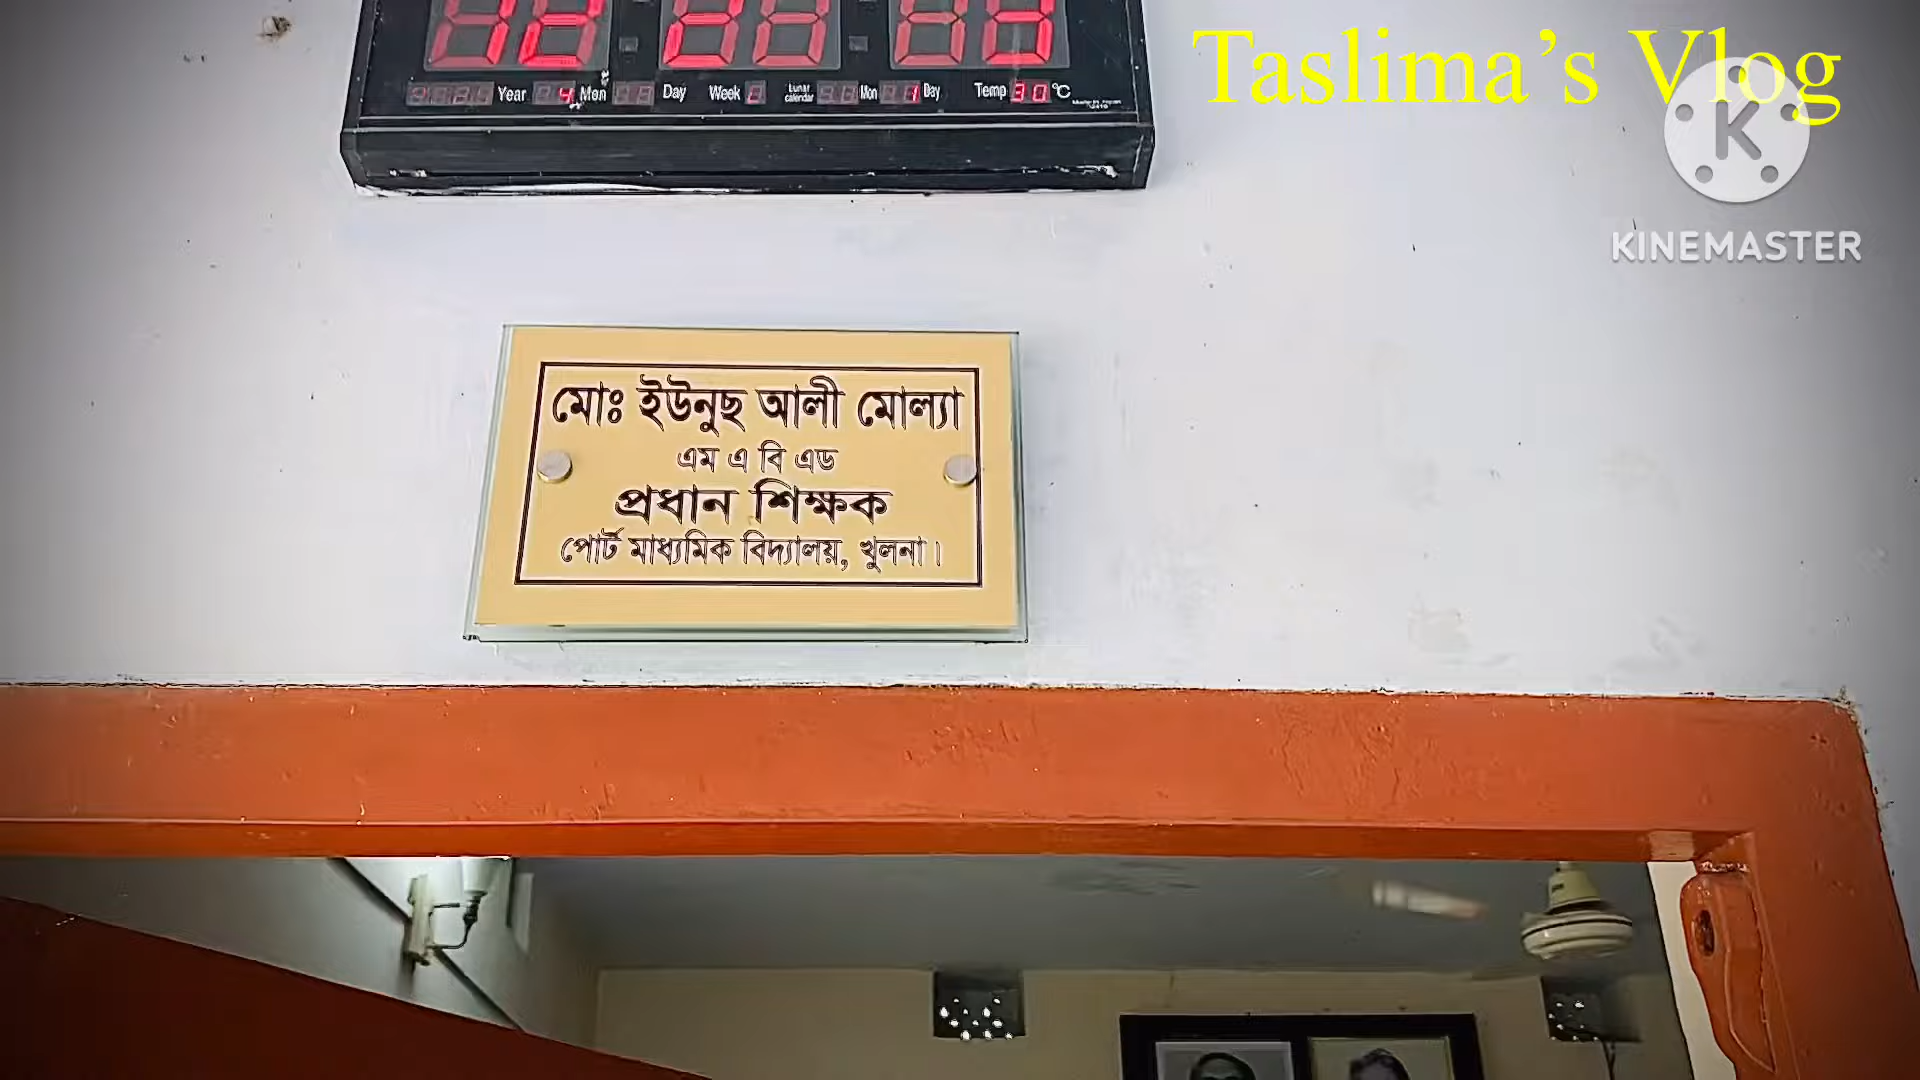 Taslima's Vlog
Year Mon Day Week Lunar calendar Mon Day Temp 30 °C
KINEMASTER
মোঃ ইউনুছ আলী মোল্যা
এম এ বি এড
প্রধান শিক্ষক
পোর্ট মাধ্যমিক বিদ্যালয়, খুলনা।